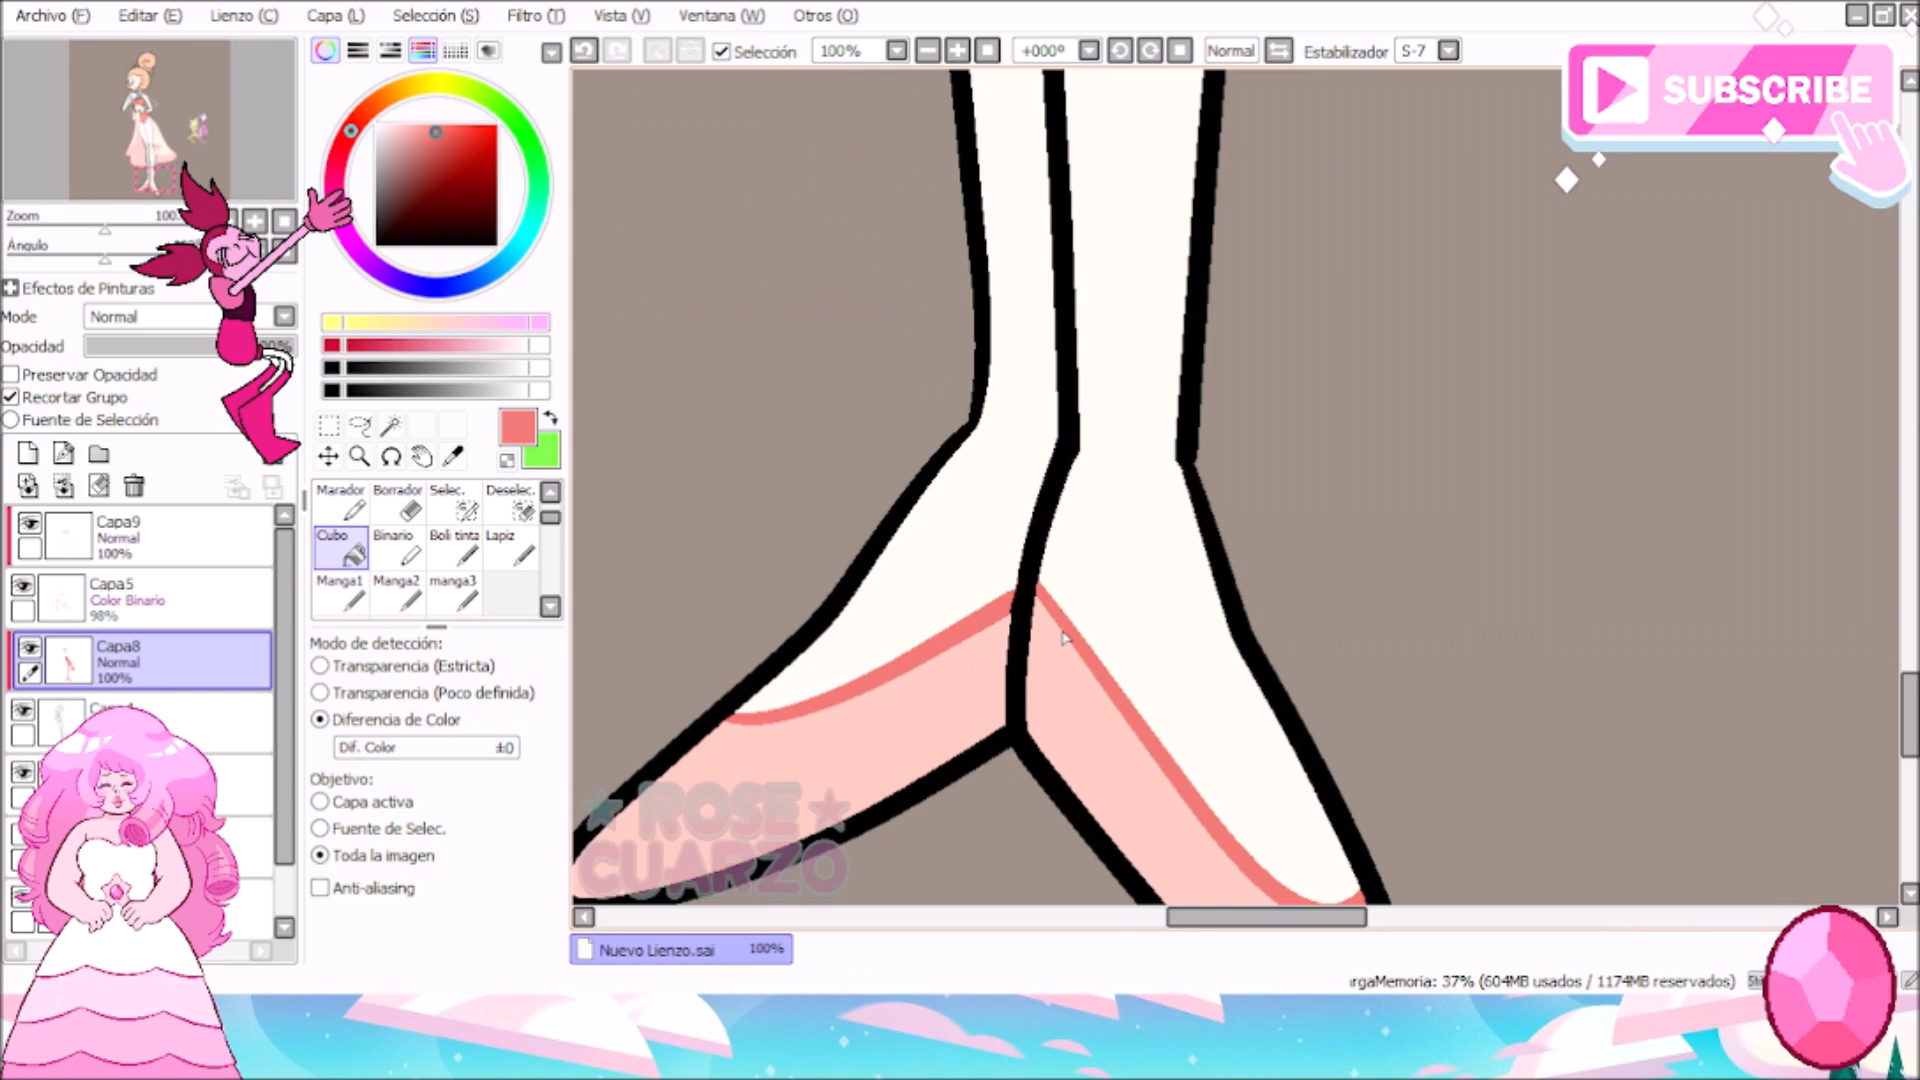 Archivo (F) Editar (E) Lienzo (C) Capa (L) Selección (S) Filtro (T) Vista (V) Ventana (W) Otros (O)
Selección 100% +000º Normal Estabilizador S-7
SUBSCRIBE
Zoom 100.
Ángulo
Efectos de Pinturas
Mode Normal
Opacidad
Preservar Opacidad
Recortar Grupo
Fuente de Selección
Capa9
Normal
100%
Capa5
Color Binario
98%
Capa8
Normal
100%
Marador Borrador Selec. Deselec.
Cubo Binario Boli tinta Lapiz
Manga1 Manga2 manga3
Modo de detección:
Transparencia (Estricta)
Transparencia (Poco definida)
Diferencia de Color
Dif. Color ±0
Objetivo:
Capa activa
Fuente de Selec.
Toda la imagen
Anti-aliasing
ROSE
CUARZO
Nuevo Lienzo.sai 100%
rgaMemoria: 37% (604MB usados / 1174MB reservados)